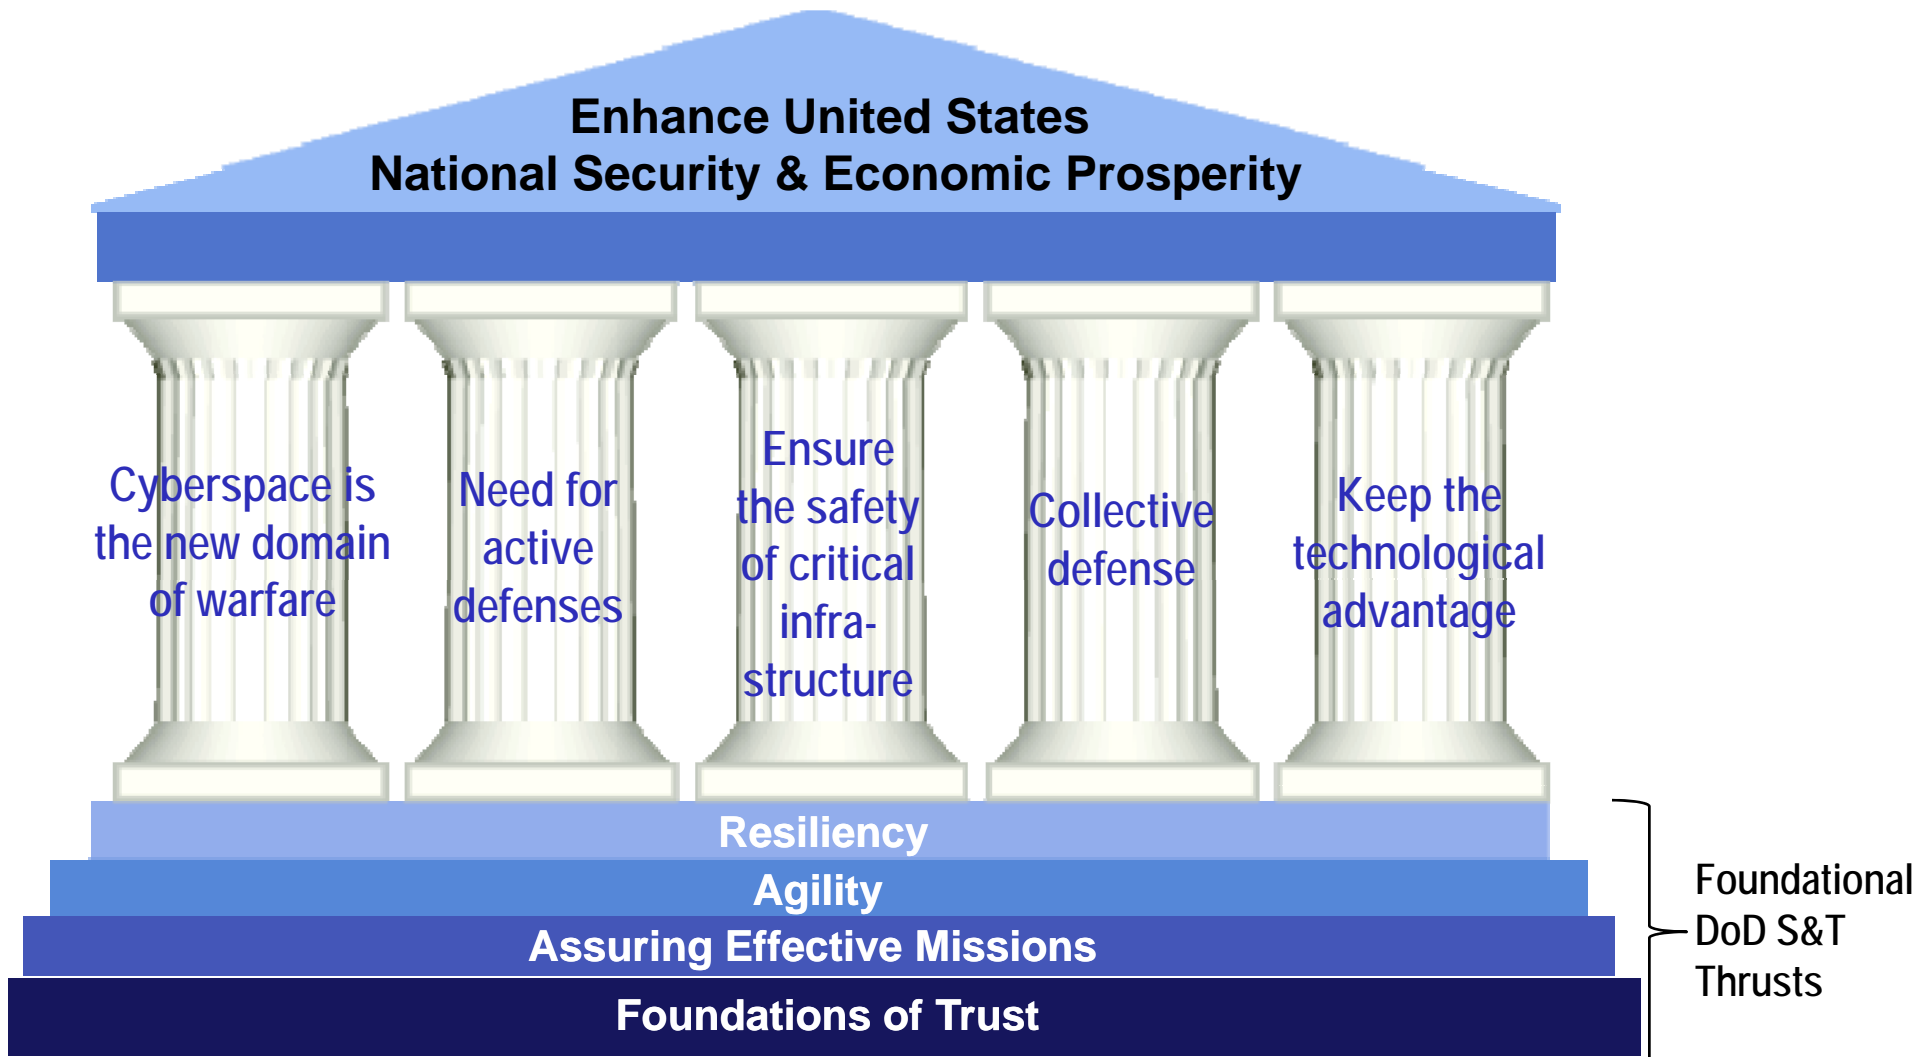 Enhance United States
National Security & Economic Prosperity
Cyberspace is
the new domain
of warfare
Need for
active
defenses
Ensure
the safety
of critical
infra-
structure
Collective
defense
Keep the
technological
advantage
Resiliency
Agility
Assuring Effective Missions
Foundations of Trust
Foundational
DoD S&T
Thrusts